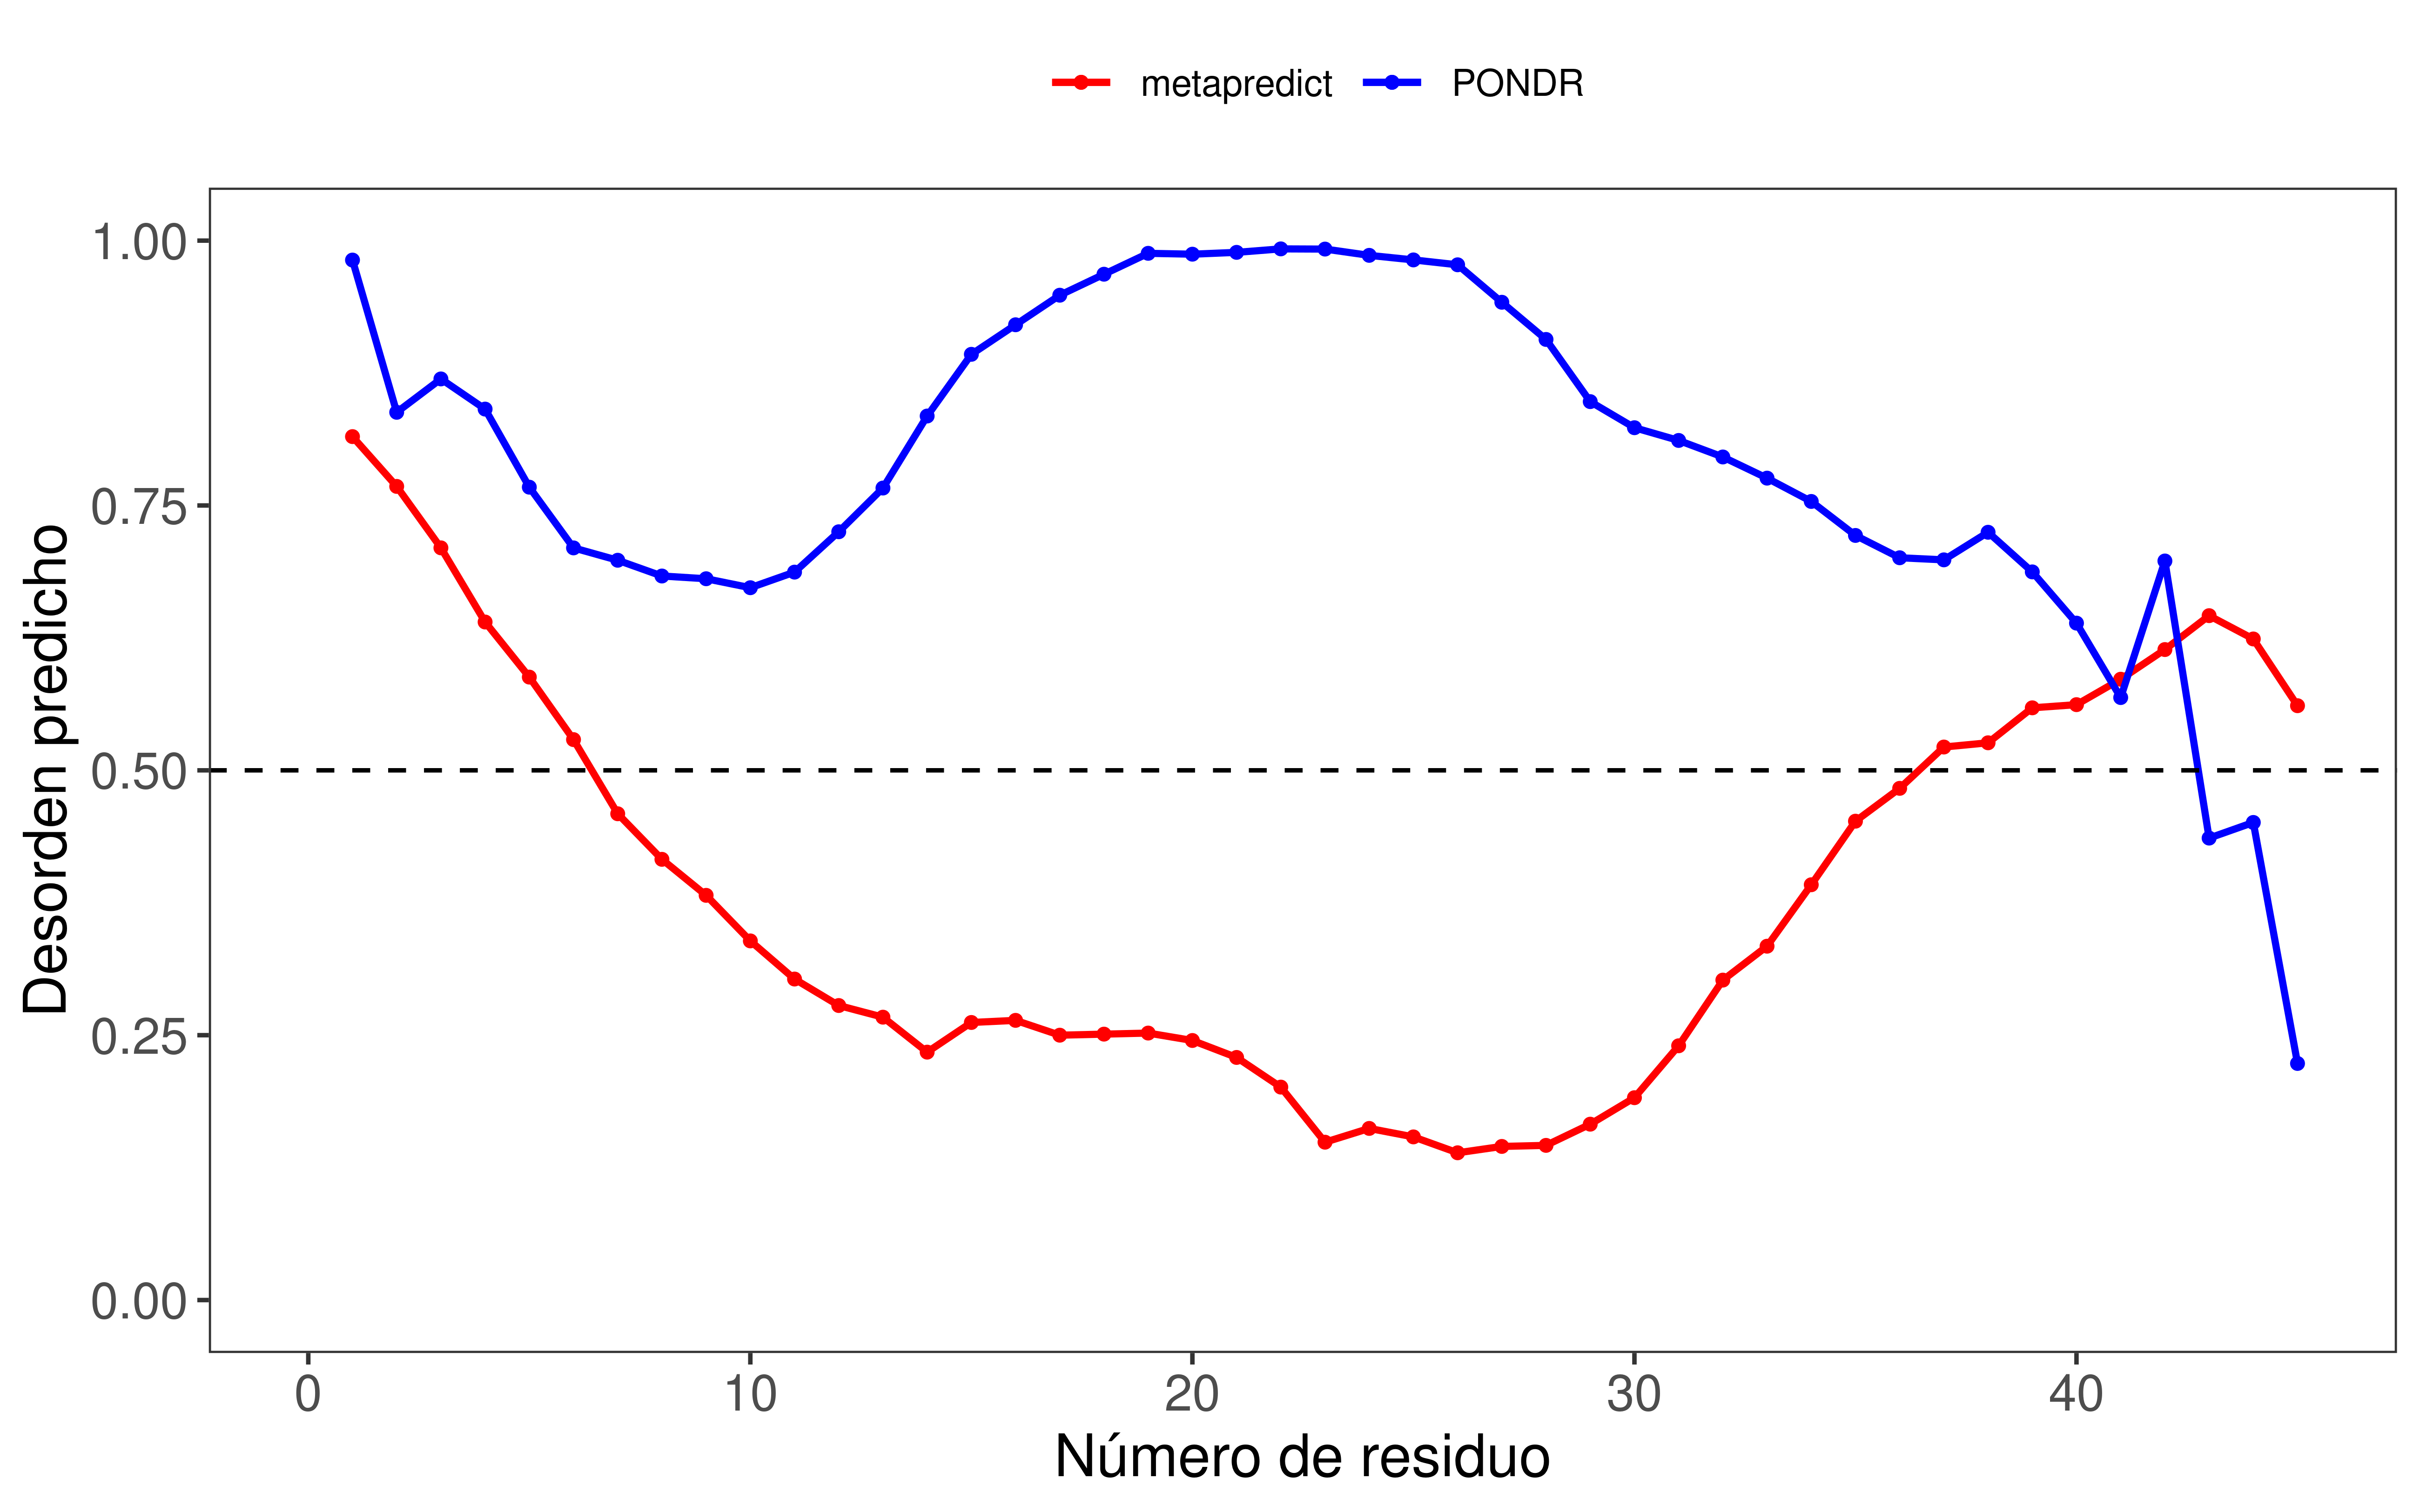 metapredict PONDR
Desorden predicho
1.00
0.75
0.50
0.25
0.00
0 10 20 30 40
Número de residuo